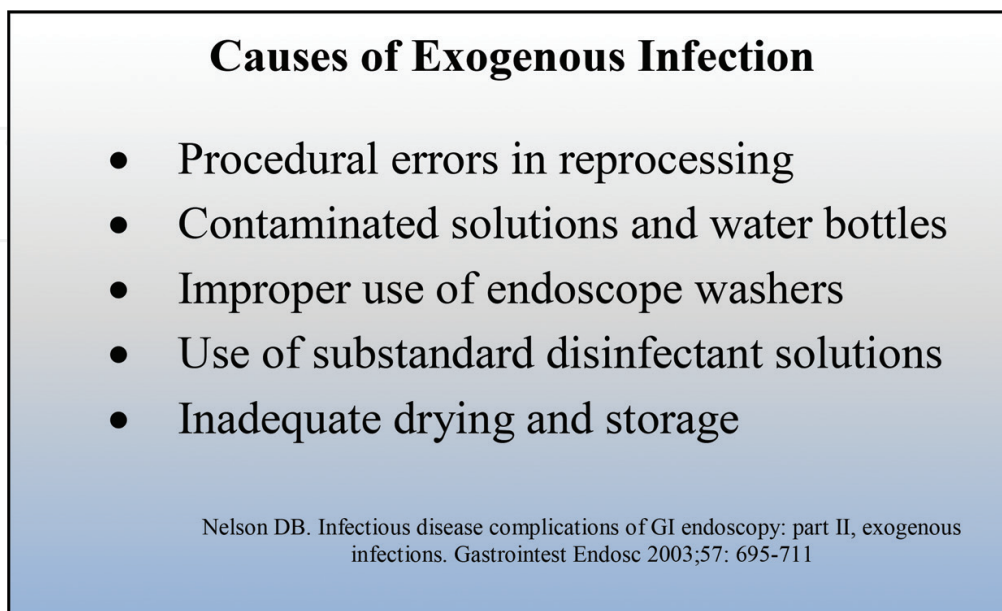 Causes of Exogenous Infection
• Procedural errors in reprocessing
• Contaminated solutions and water bottles
• Improper use of endoscope washers
• Use of substandard disinfectant solutions
• Inadequate drying and storage
Nelson DB. Infectious disease complications of GI endoscopy: part II, exogenous
infections. Gastrointest Endosc 2003;57: 695-711